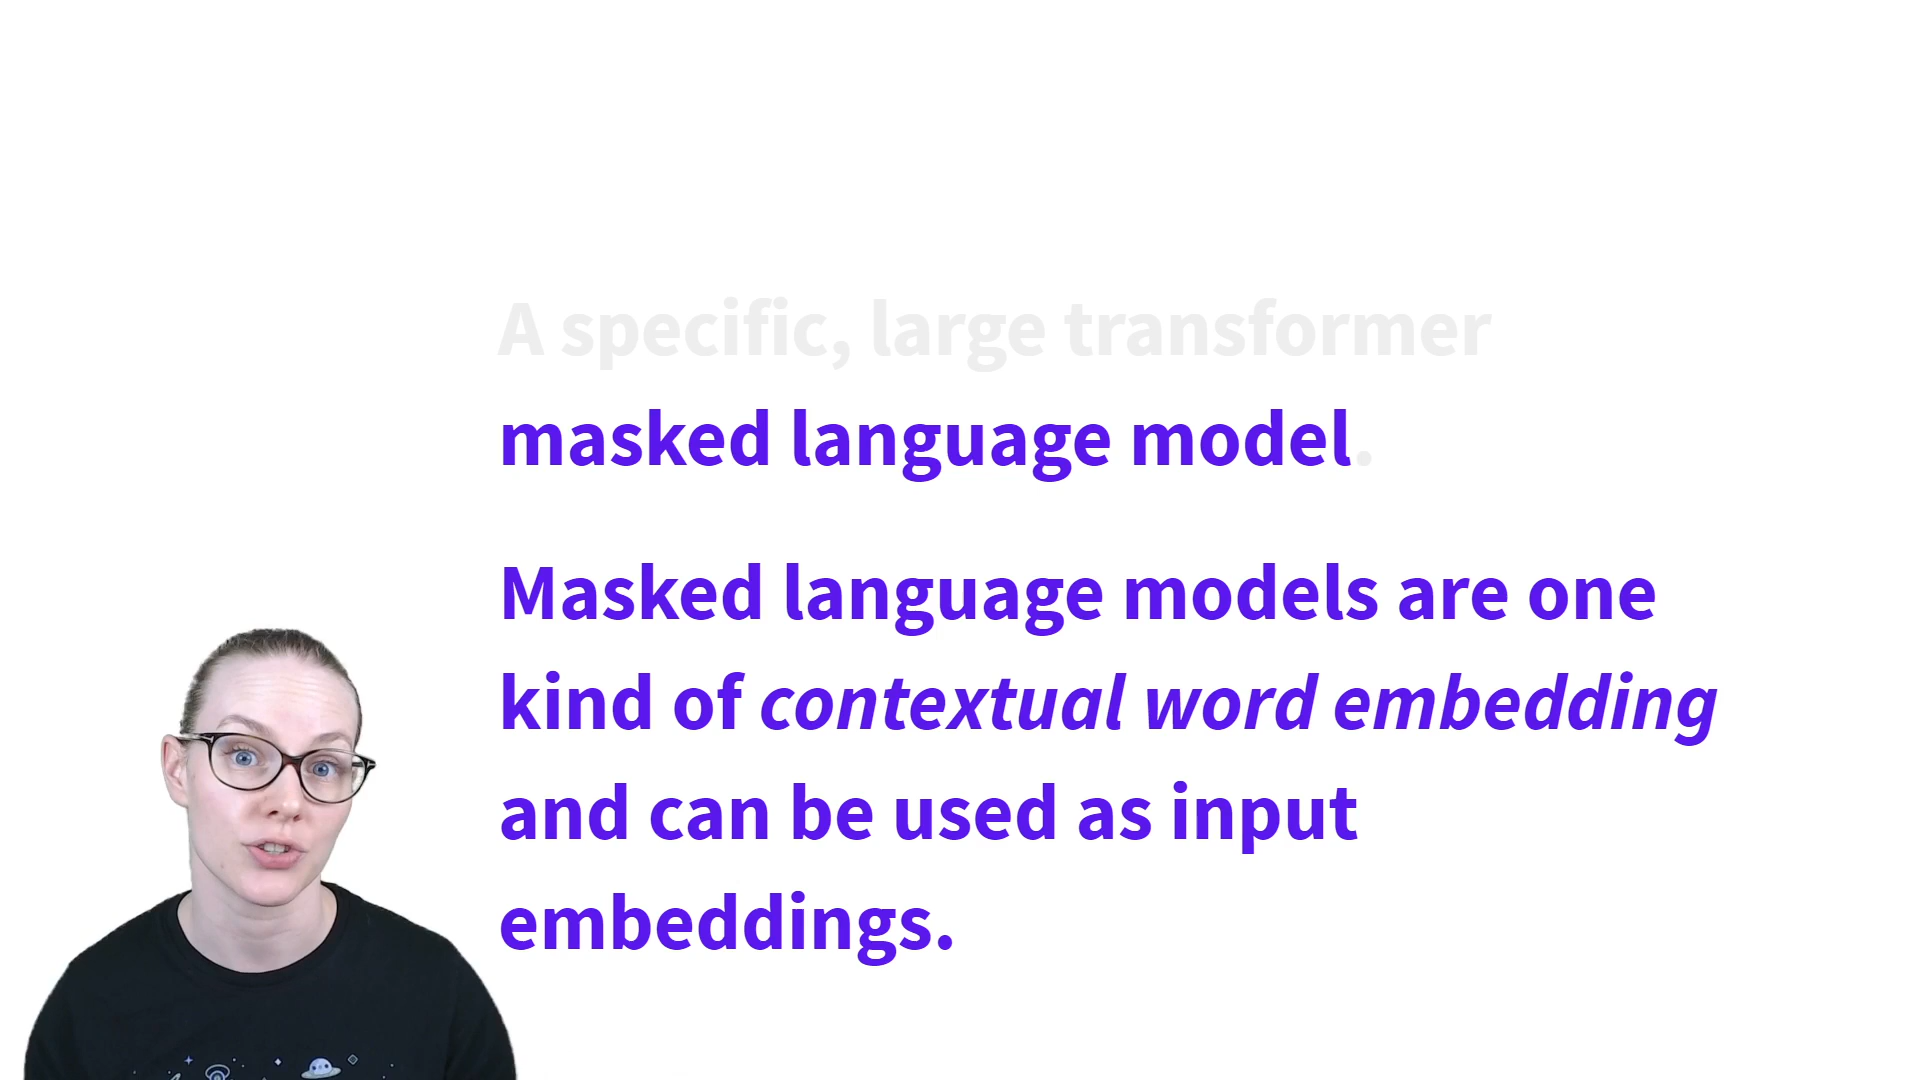 A specific, large transformer
masked language model.
Masked language models are one
kind of contextual word embedding
and can be used as input
embeddings.